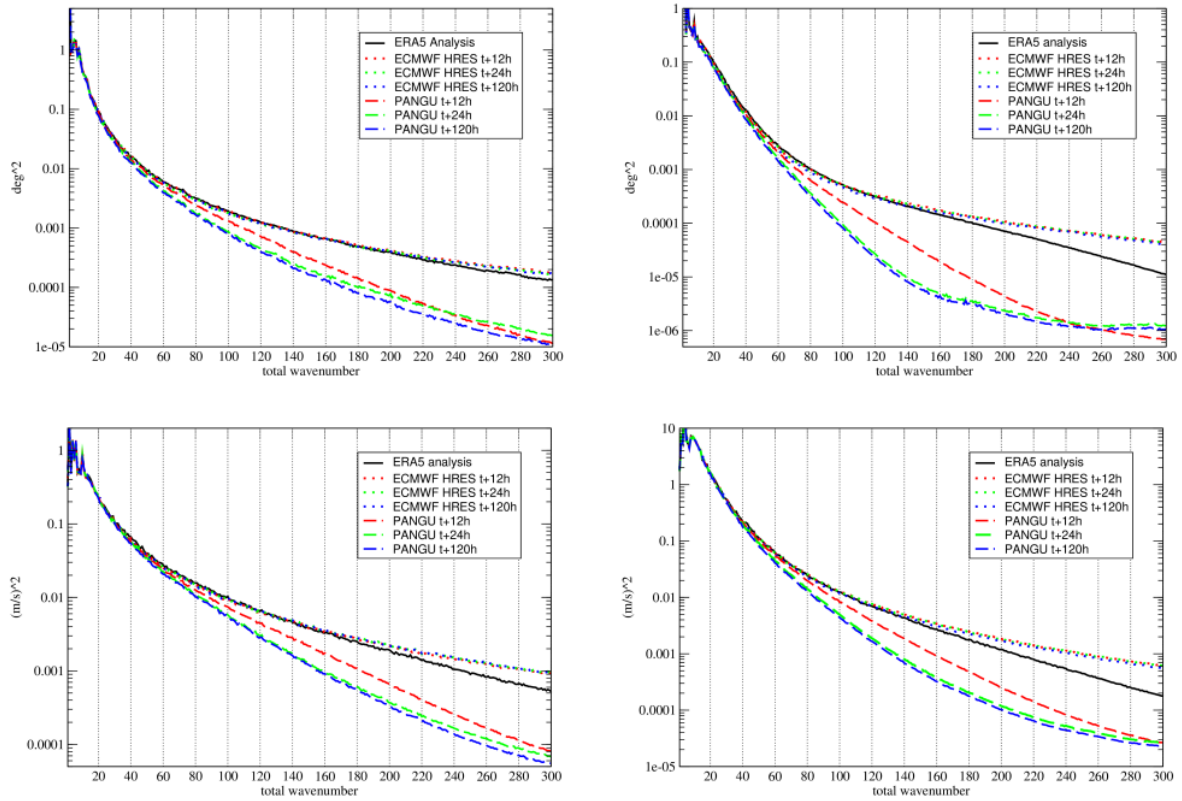 1
0.1
0.01
0.001
0.0001
1e-05
deg^2
ERA5 Analysis
ECMWF HRES t+12h
ECMWF HRES t+24h
ECMWF HRES t+120h
PANGU t+12h
PANGU t+24h
PANGU t+120h
20 40 60 80 100 120 140 160 180 200 220 240 260 280 300
total wavenumber
1
0.1
0.01
0.001
0.0001
1e-05
1e-06
deg^2
ERA5 analysis
ECMWF HRES t+12h
ECMWF HRES t+24h
ECMWF HRES t+120h
PANGU t+12h
PANGU t+24h
PANGU t+120h
20 40 60 80 100 120 140 160 180 200 220 240 260 280 300
total wavenumber
1
0.1
0.01
0.001
0.0001
(m/s)^2
ERA5 analysis
ECMWF HRES t+12h
ECMWF HRES t+24h
ECMWF HRES t+120h
PANGU t+12h
PANGU t+24h
PANGU t+120h
20 40 60 80 100 120 140 160 180 200 220 240 260 280 300
total wavenumber
10
1
0.1
0.01
0.001
0.0001
1e-05
(m/s)^2
ERA5 analysis
ECMWF HRES t+12h
ECMWF HRES t+24h
ECMWF HRES t+120h
PANGU t+12h
PANGU t+24h
PANGU t+120h
20 40 60 80 100 120 140 160 180 200 220 240 260 280 300
total wavenumber